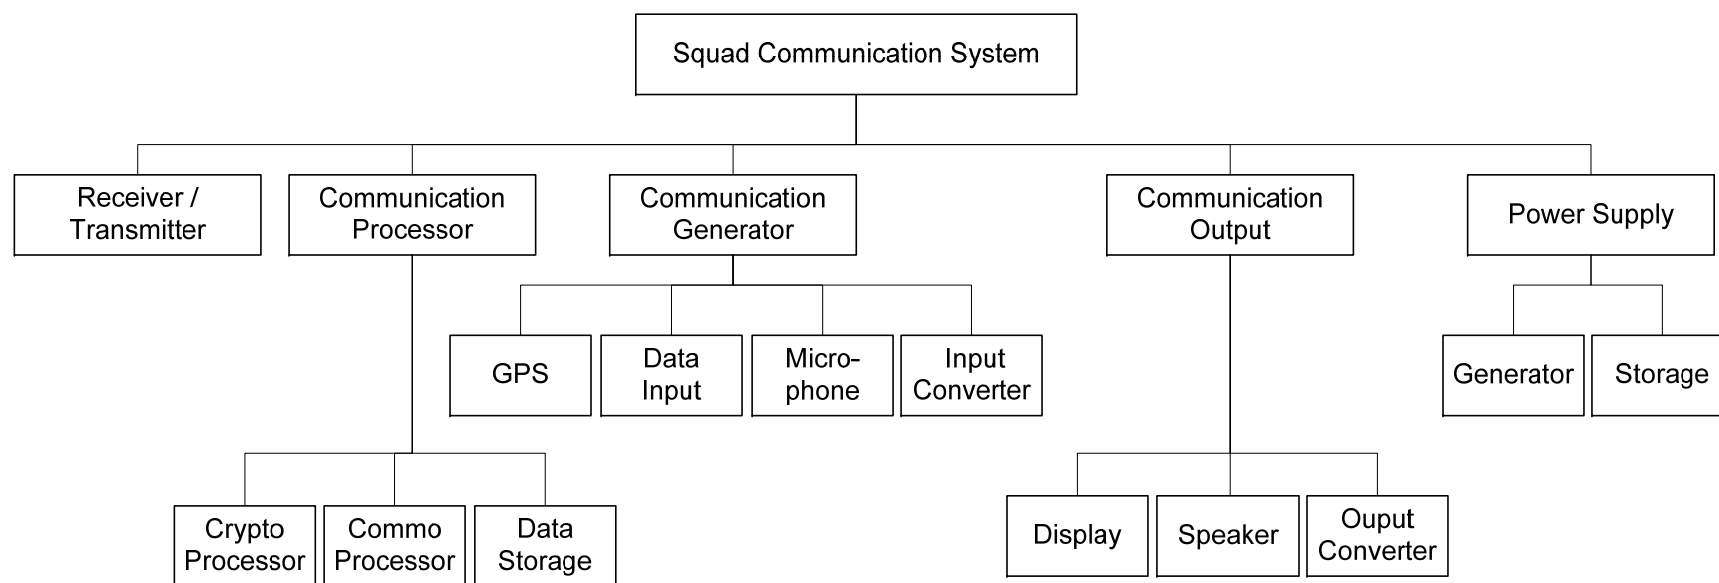 Squad Communication System
Receiver /
Transmitter
Communication
Processor
Communication
Generator
Communication
Output
Power Supply
GPS
Data
Input
Micro-
phone
Input
Converter
Generator
Storage
Crypto
Processor
Commo
Processor
Data
Storage
Display
Speaker
Ouput
Converter